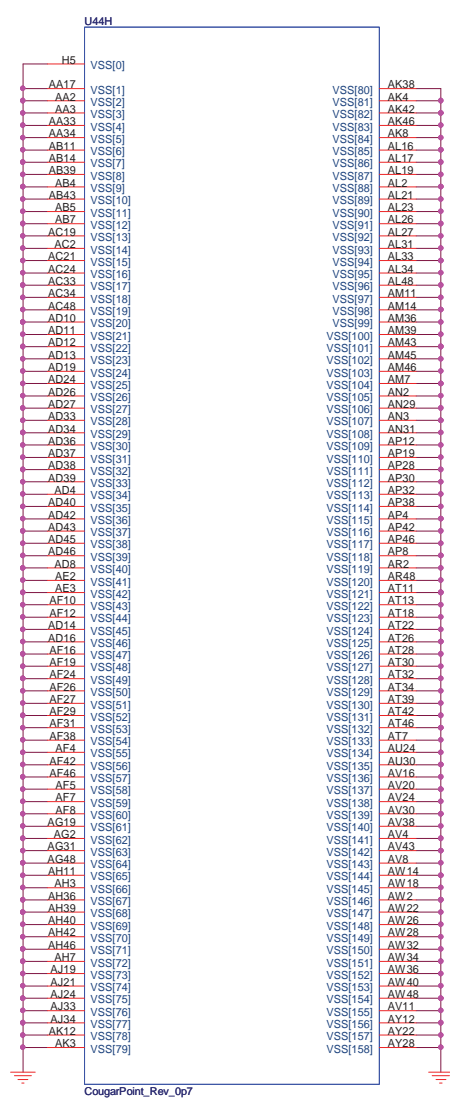 U44H
H5 VSS[0]
AA17 VSS[1] VSS[80] AK38
AA2 VSS[2] VSS[81] AK4
AA3 VSS[3] VSS[82] AK42
AA33 VSS[4] VSS[83] AK46
AA34 VSS[5] VSS[84] AK8
AB11 VSS[6] VSS[85] AL16
AB14 VSS[7] VSS[86] AL17
AB39 VSS[8] VSS[87] AL19
AB4 VSS[9] VSS[88] AL2
AB43 VSS[10] VSS[89] AL21
AB5 VSS[11] VSS[90] AL23
AB7 VSS[12] VSS[91] AL26
AC19 VSS[13] VSS[92] AL27
AC2 VSS[14] VSS[93] AL31
AC21 VSS[15] VSS[94] AL33
AC24 VSS[16] VSS[95] AL34
AC33 VSS[17] VSS[96] AL48
AC34 VSS[18] VSS[97] AM11
AC48 VSS[19] VSS[98] AM14
AD10 VSS[20] VSS[99] AM36
AD11 VSS[21] VSS[100] AM39
AD12 VSS[22] VSS[101] AM43
AD13 VSS[23] VSS[102] AM45
AD19 VSS[24] VSS[103] AM46
AD24 VSS[25] VSS[104] AM7
AD26 VSS[26] VSS[105] AN2
AD27 VSS[27] VSS[106] AN29
AD33 VSS[28] VSS[107] AN3
AD34 VSS[29] VSS[108] AN31
AD36 VSS[30] VSS[109] AP12
AD37 VSS[31] VSS[110] AP19
AD38 VSS[32] VSS[111] AP28
AD39 VSS[33] VSS[112] AP30
AD4 VSS[34] VSS[113] AP32
AD40 VSS[35] VSS[114] AP38
AD42 VSS[36] VSS[115] AP4
AD43 VSS[37] VSS[116] AP42
AD45 VSS[38] VSS[117] AP46
AD46 VSS[39] VSS[118] AP8
AD8 VSS[40] VSS[119] AR2
AE2 VSS[41] VSS[120] AR48
AE3 VSS[42] VSS[121] AT11
AF10 VSS[43] VSS[122] AT13
AF12 VSS[44] VSS[123] AT18
AD14 VSS[45] VSS[124] AT22
AD16 VSS[46] VSS[125] AT26
AF16 VSS[47] VSS[126] AT28
AF19 VSS[48] VSS[127] AT30
AF24 VSS[49] VSS[128] AT32
AF26 VSS[50] VSS[129] AT34
AF27 VSS[51] VSS[130] AT39
AF29 VSS[52] VSS[131] AT42
AF31 VSS[53] VSS[132] AT46
AF38 VSS[54] VSS[133] AT7
AF4 VSS[55] VSS[134] AU24
AF42 VSS[56] VSS[135] AU30
AF46 VSS[57] VSS[136] AV16
AF5 VSS[58] VSS[137] AV20
AF7 VSS[59] VSS[138] AV24
AF8 VSS[60] VSS[139] AV30
AG19 VSS[61] VSS[140] AV38
AG2 VSS[62] VSS[141] AV4
AG31 VSS[63] VSS[142] AV43
AG48 VSS[64] VSS[143] AV8
AH11 VSS[65] VSS[144] AW14
AH3 VSS[66] VSS[145] AW18
AH36 VSS[67] VSS[146] AW2
AH39 VSS[68] VSS[147] AW22
AH40 VSS[69] VSS[148] AW26
AH42 VSS[70] VSS[149] AW28
AH46 VSS[71] VSS[150] AW32
AH7 VSS[72] VSS[151] AW34
AJ19 VSS[73] VSS[152] AW36
AJ21 VSS[74] VSS[153] AW40
AJ24 VSS[75] VSS[154] AW48
AJ33 VSS[76] VSS[155] AV11
AJ34 VSS[77] VSS[156] AY12
AK12 VSS[78] VSS[157] AY22
AK3 VSS[79] VSS[158] AY28
CougarPoint_Rev_0p7